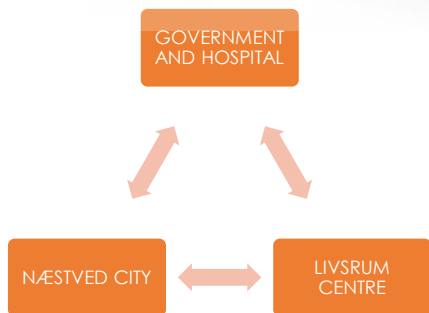 GOVERNMENT
AND HOSPITAL
NÆSTVED CITY
LIVSRUM
CENTRE